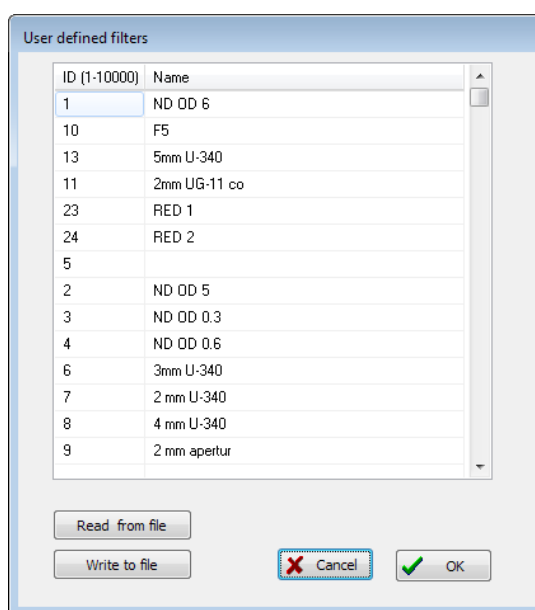 User defined filters
ID (1-10000) Name
1 ND OD 6
10 F5
13 5mm U-340
11 2mm UG-11 co
23 RED 1
24 RED 2
5
2 ND OD 5
3 ND OD 0.3
4 ND OD 0.6
6 3mm U-340
7 2 mm U-340
8 4 mm U-340
9 2 mm apertur
Read from file
Write to file Cancel OK